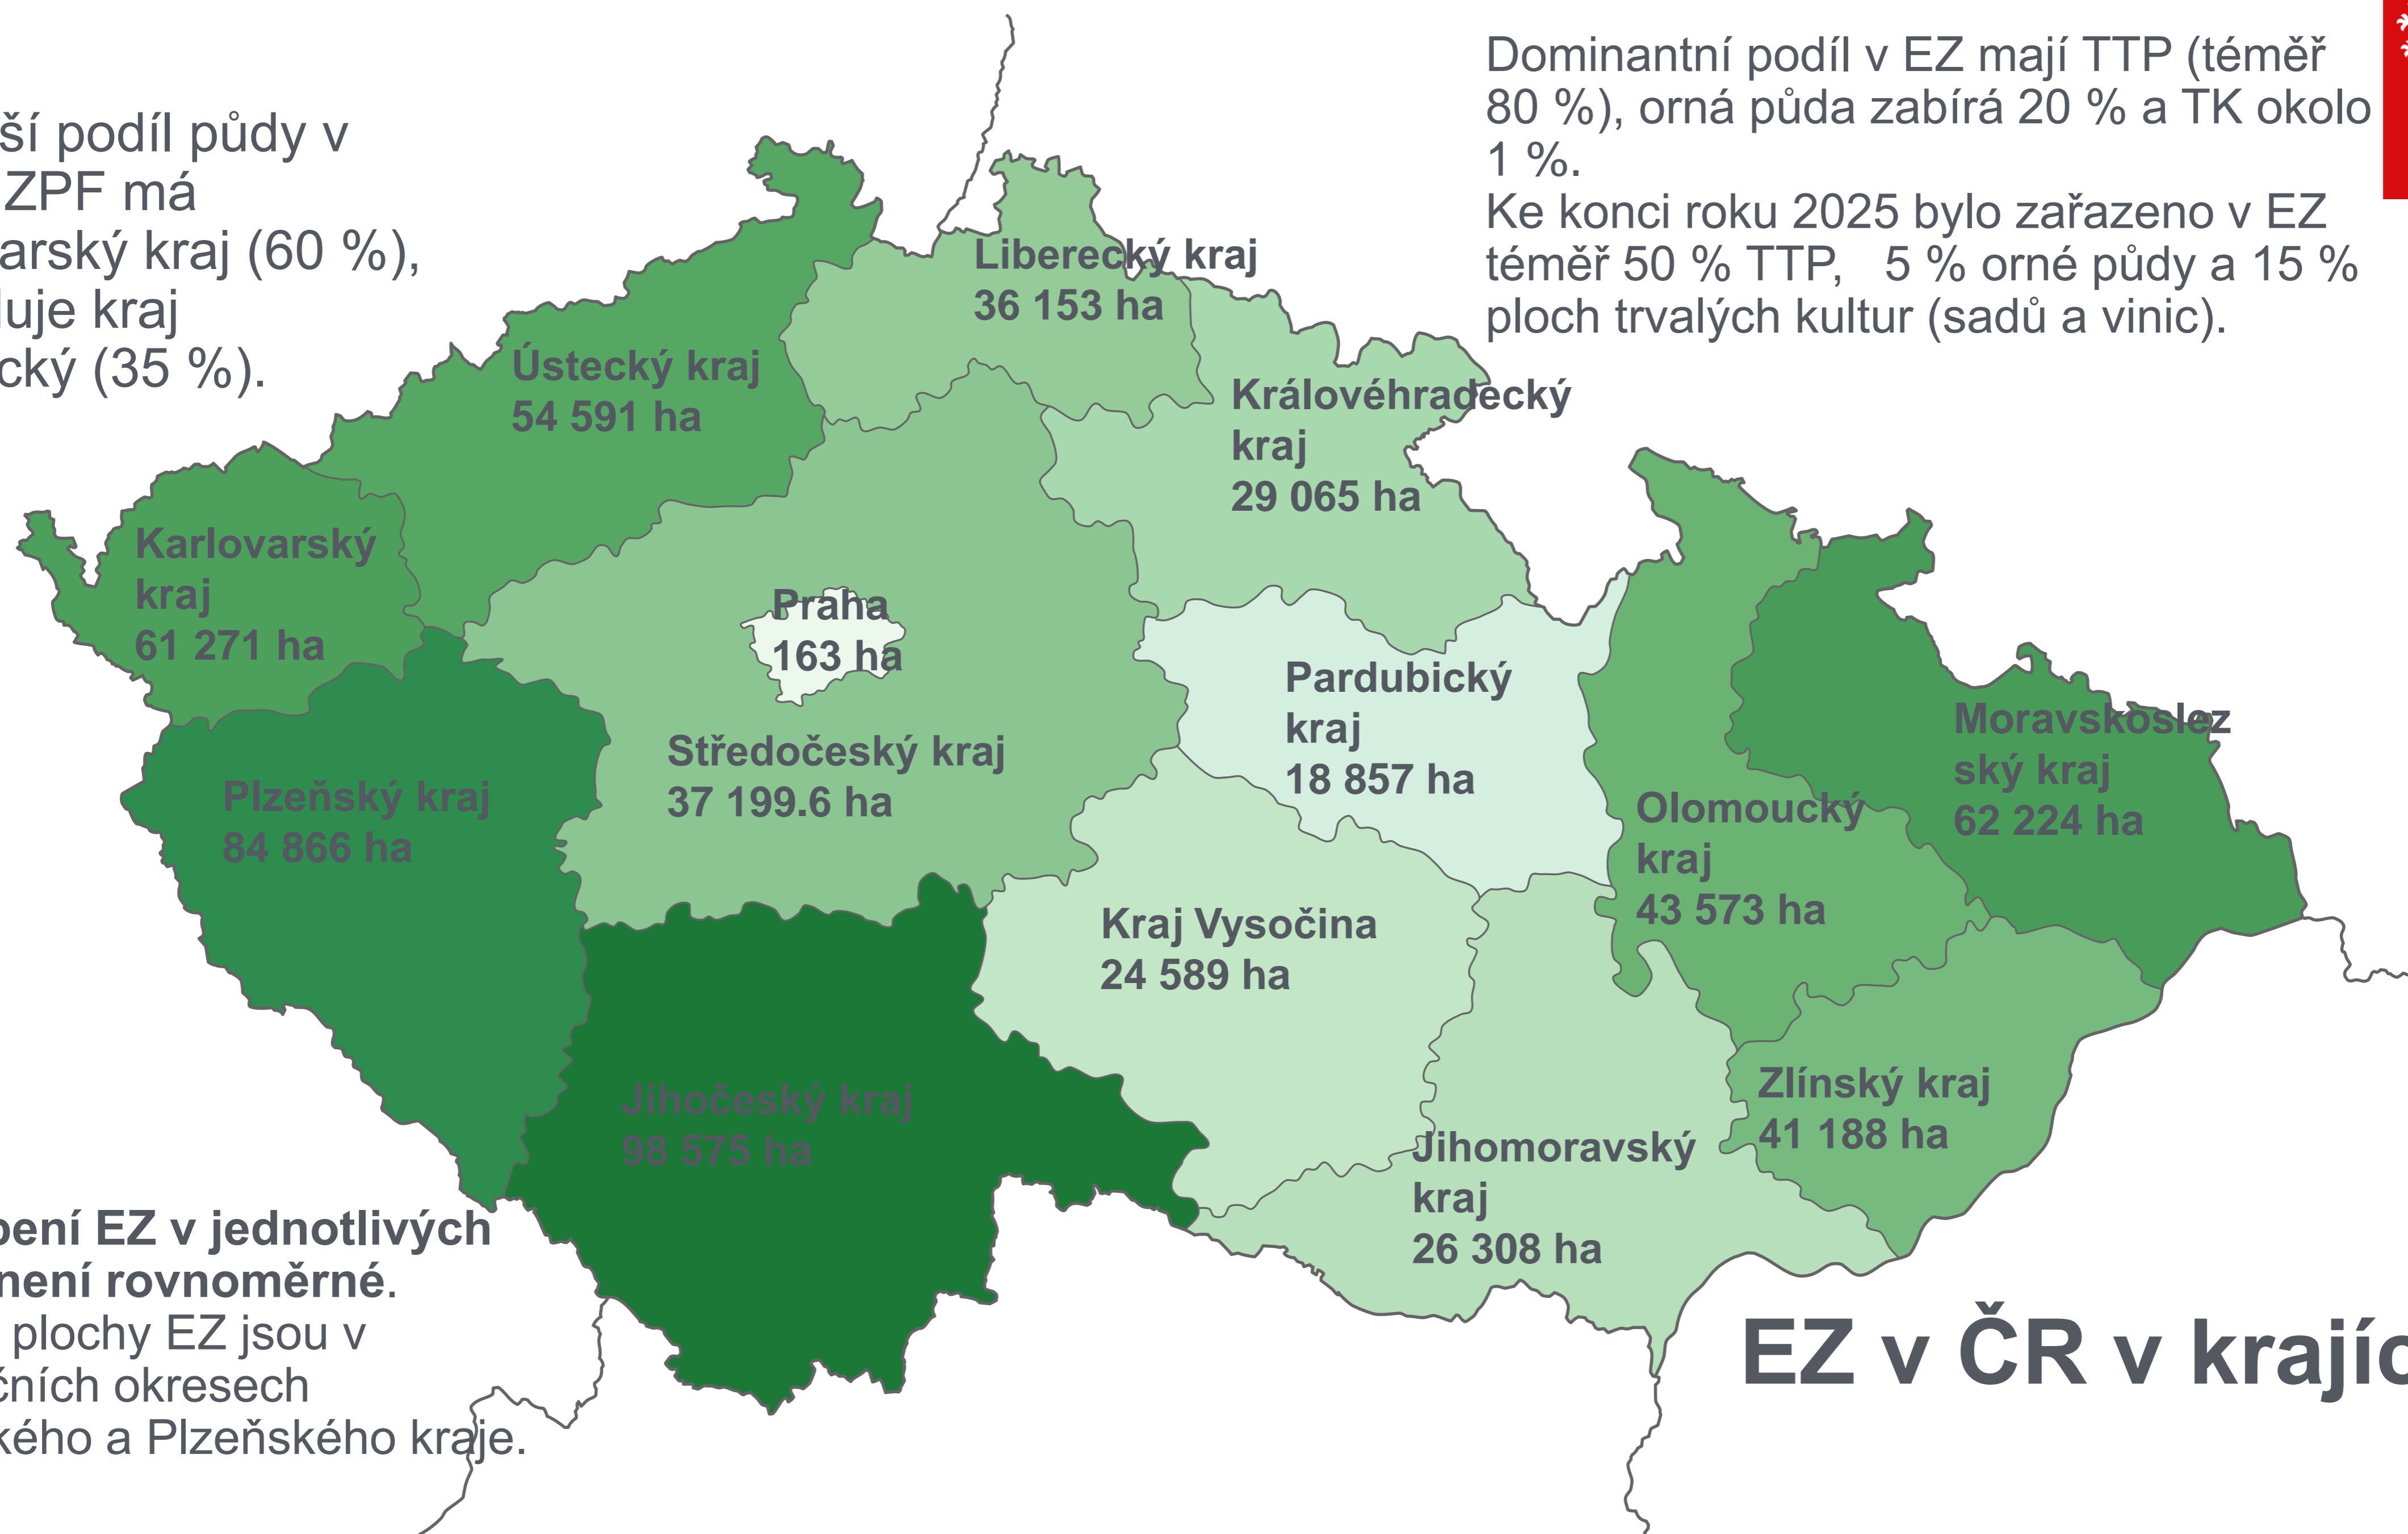 ší podíl půdy v
ZPF má
arský kraj (60 %),
luje kraj
cký (35 %).
Dominantní podíl v EZ mají TTP (téměř
80 %), orná půda zabírá 20 % a TK okolo
1 %.
Ke konci roku 2025 bylo zařazeno v EZ
téměř 50 % TTP, 5 % orné půdy a 15 %
ploch trvalých kultur (sadů a vinic).
Liberecký kraj
36 153 ha
Ústecký kraj
54 591 ha
Královéhradecký
kraj
29 065 ha
Karlovarský
kraj
61 271 ha
Praha
163 ha
Pardubický
kraj
18 857 ha
Středočeský kraj
37 199.6 ha
Moravskoslez
ský kraj
62 224 ha
Plzeňský kraj
84 866 ha
Olomoucký
kraj
43 573 ha
Kraj Vysočina
24 589 ha
Jihočeský kraj
98 575 ha
Zlínský kraj
41 188 ha
Jihomoravský
kraj
26 308 ha
bení EZ v jednotlivých
není rovnoměrné.
plochy EZ jsou v
čních okresech
kého a Plzeňského kraje.
EZ v ČR v krajíc